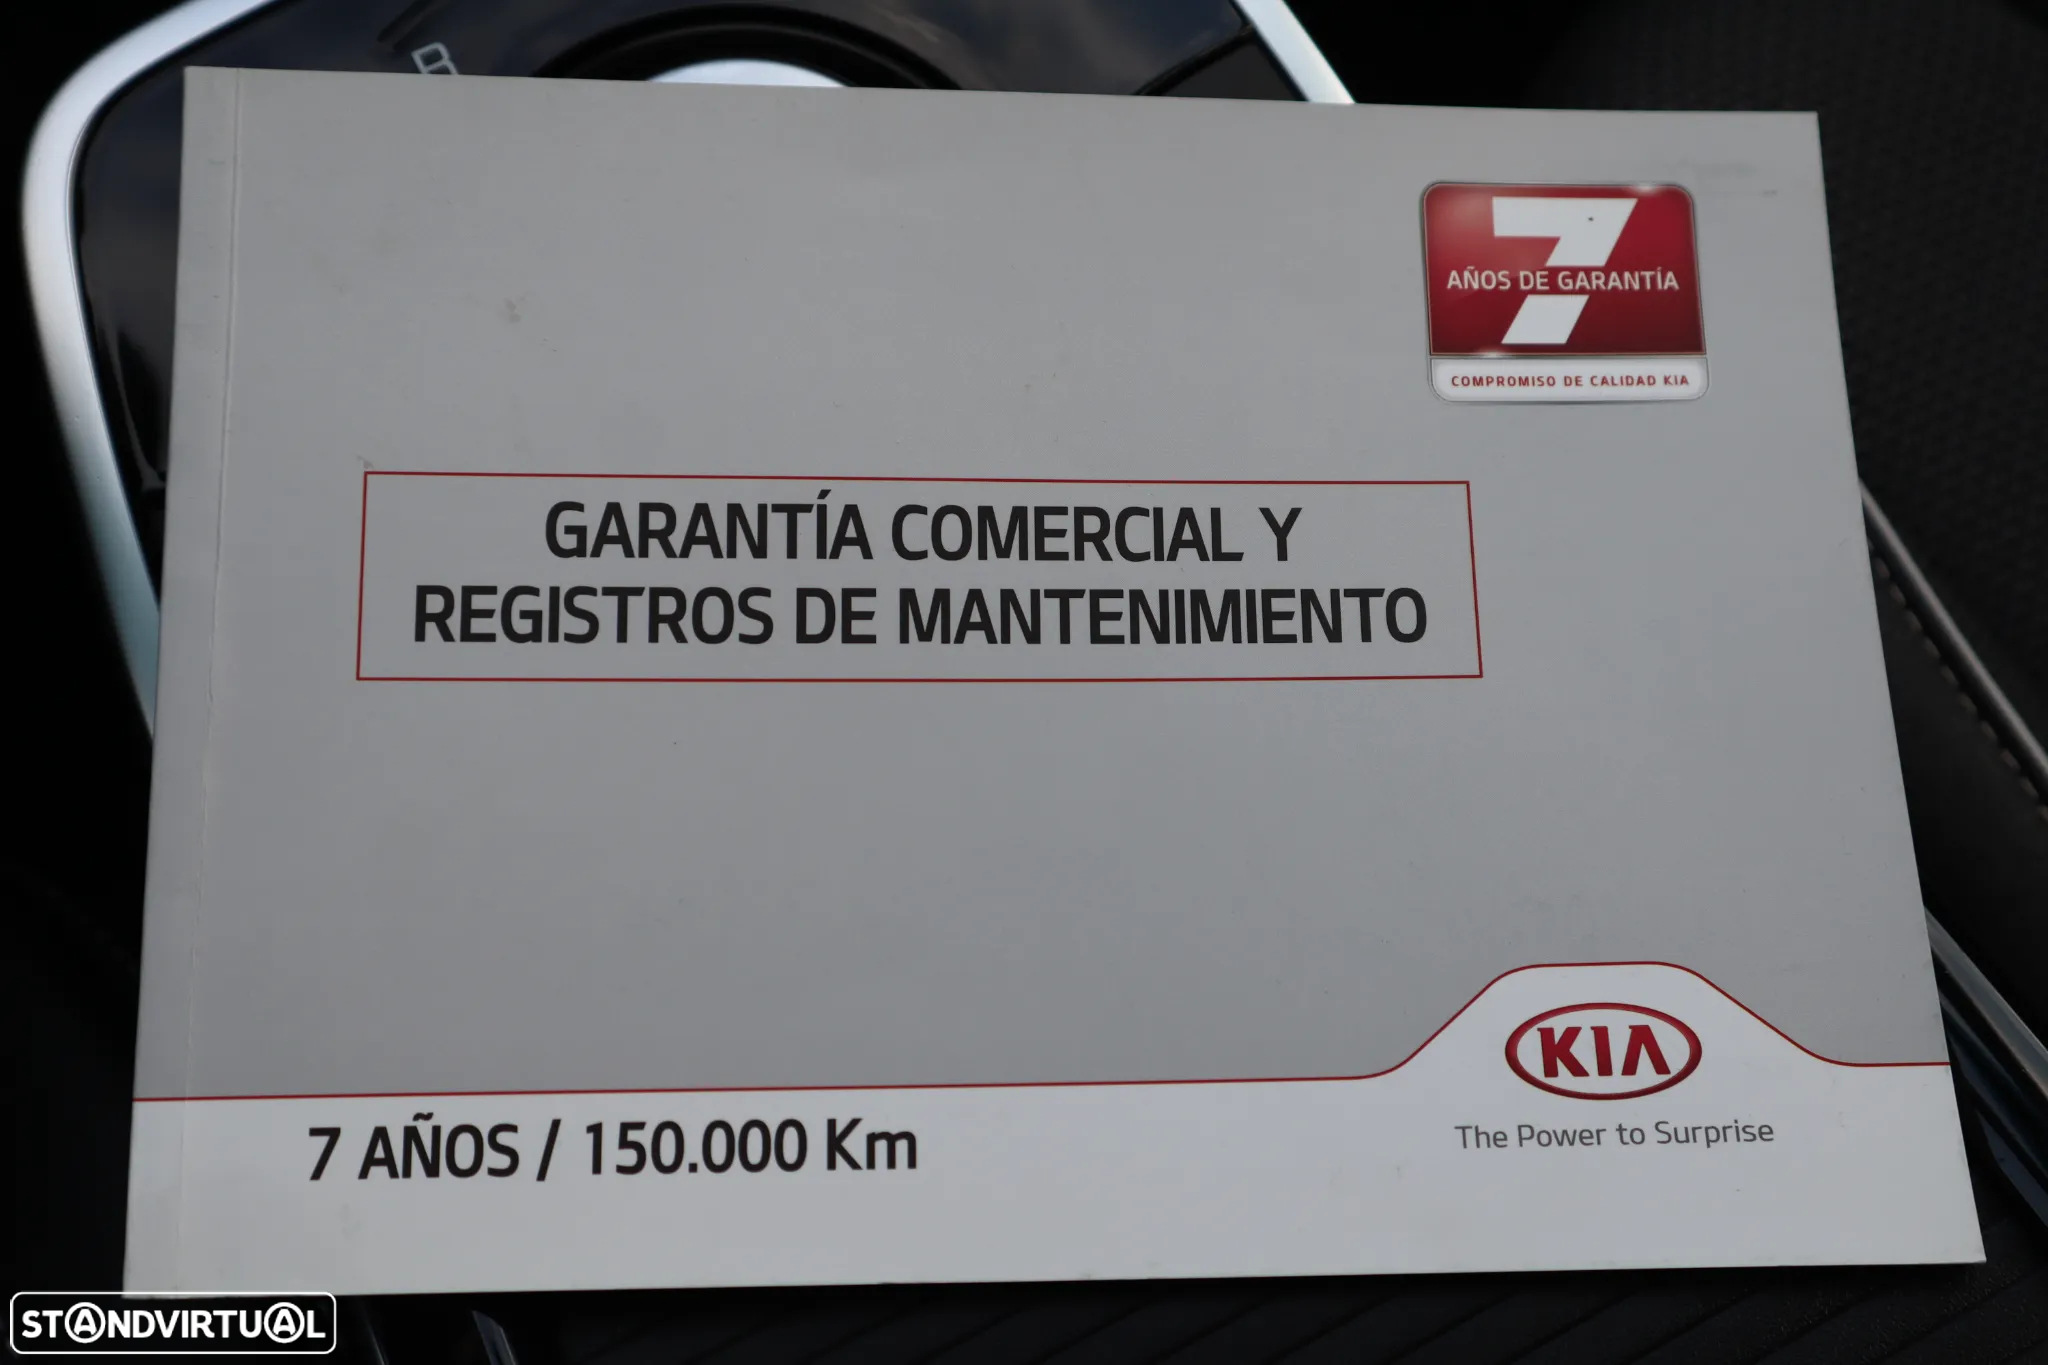 R
7
AÑOS DE GARANTÍA
COMPROMISO DE CALIDAD KIA
GARANTÍA COMERCIAL Y
REGISTROS DE MANTENIMIENTO
KIA
The Power to Surprise
7 AÑOS / 150.000 Km
STANDVIRTUAL